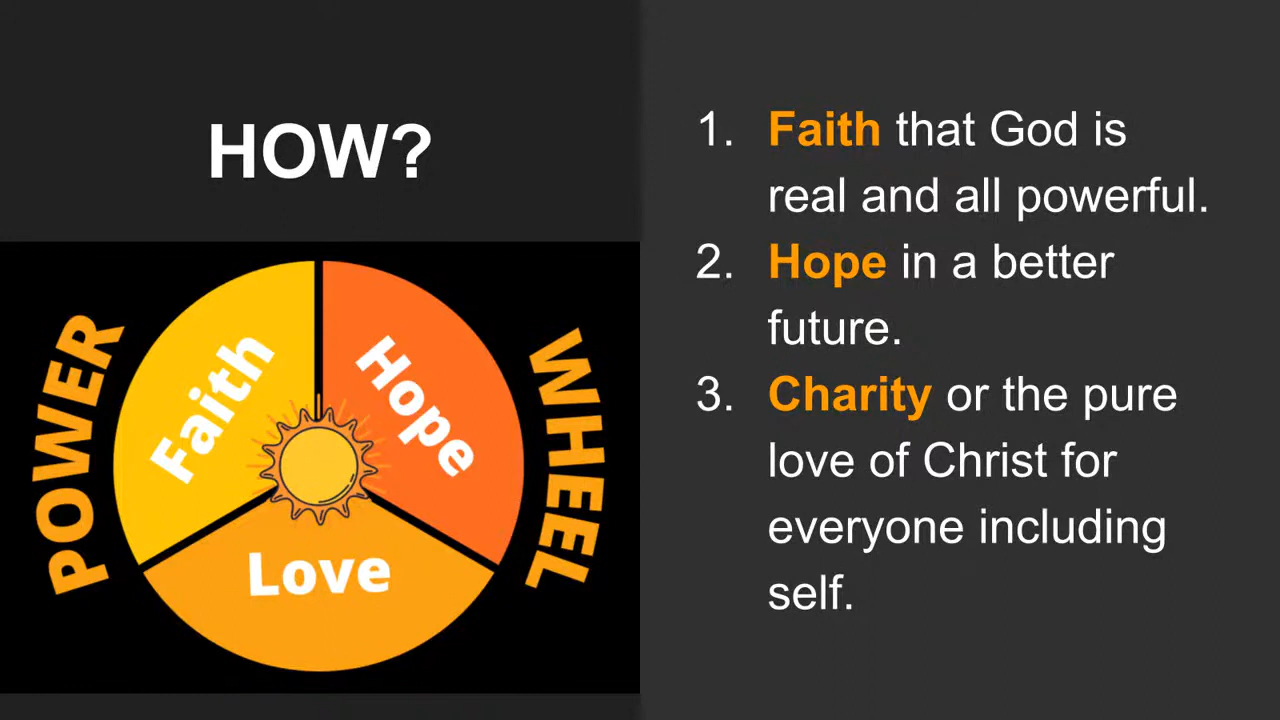 HOW?
POWER
WHEEL
Faith
Hope
Love
1. Faith that God is
real and all powerful.
2. Hope in a better
future.
3. Charity or the pure
love of Christ for
everyone including
self.